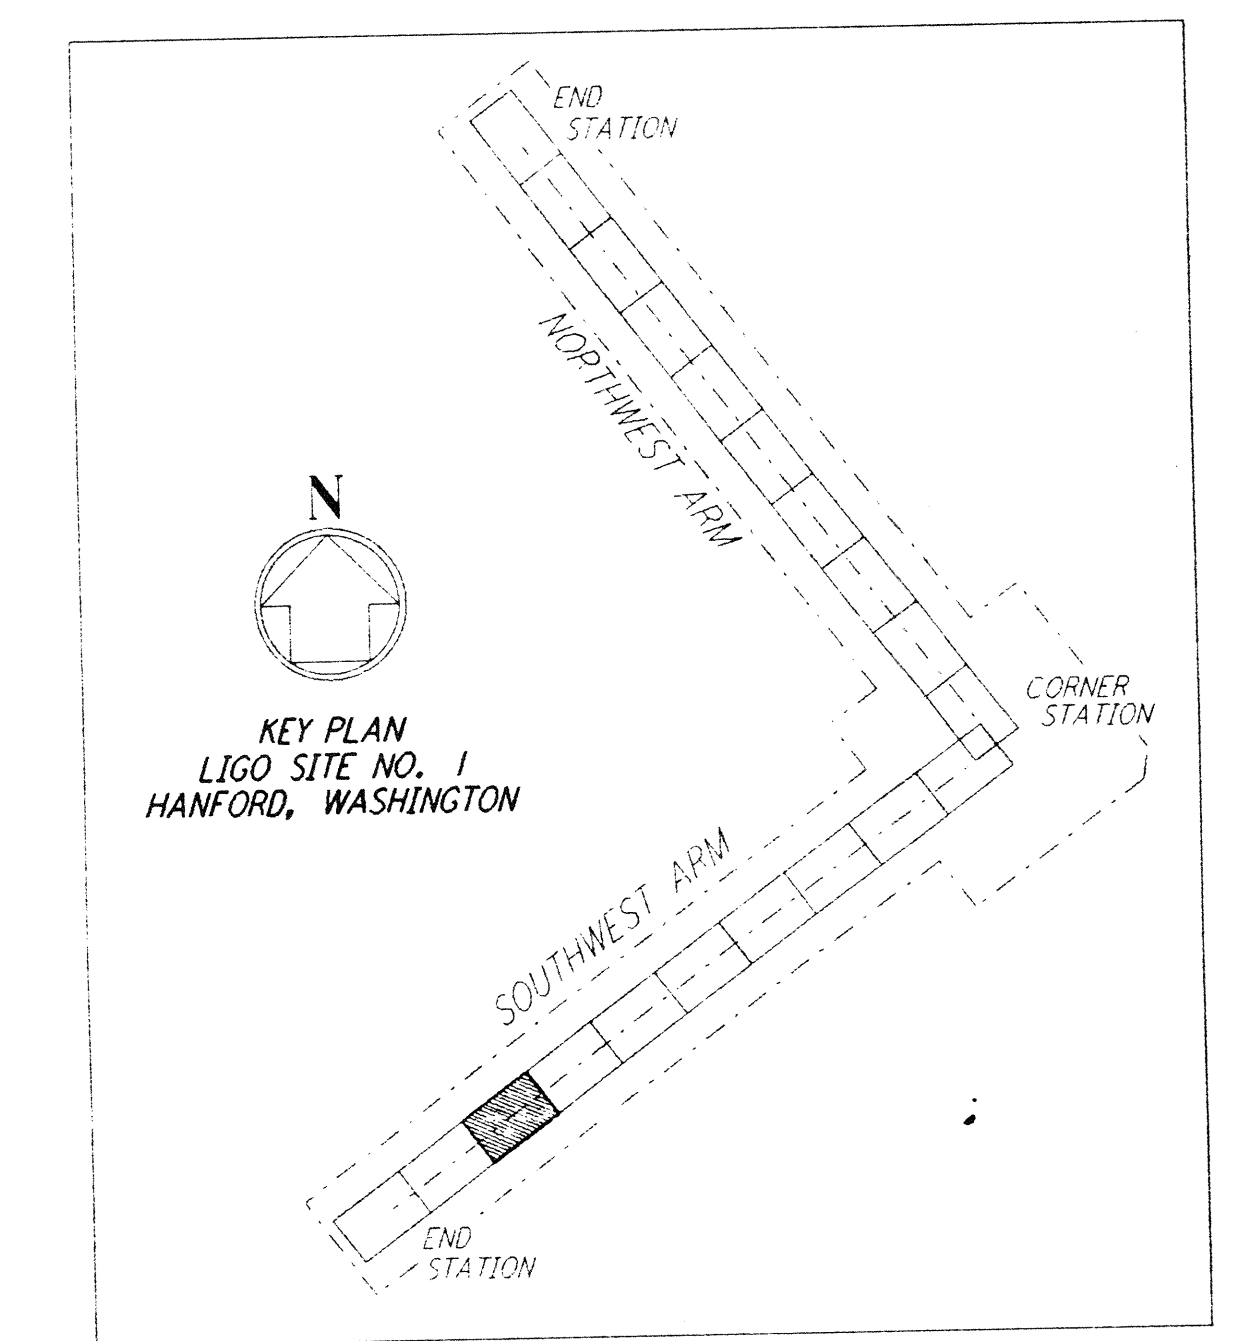 END
STATION
NORTHWEST ARM
N
CORNER
STATION
KEY PLAN
LIGO SITE NO. 1
HANFORD, WASHINGTON
SOUTHWEST ARM
END
STATION